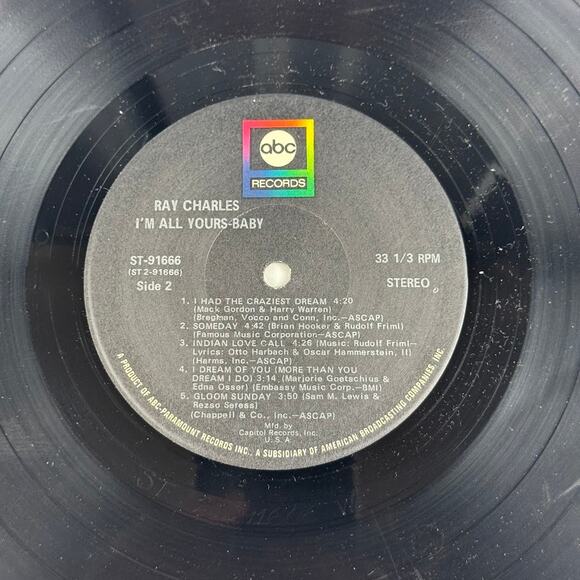 abc
RECORDS
RAY CHARLES
I'M ALL YOURS-BABY
ST-91666
(ST 2-91666)
Side 2
33 1/3 RPM
STEREO
1. I HAD THE CRAZIEST DREAM 4:20
(Mack Gordon & Harry Warren)
(Bregman, Vocco and Conn, Inc.—ASCAP)
2. SOMEDAY 4:42 (Brian Hooker & Rudolf Friml)
(Famous Music Corporation—ASCAP)
3. INDIAN LOVE CALL 4:26 (Music: Rudolf Friml—
Lyrics: Otto Harbach & Oscar Hammerstein, II)
(Harms, Inc.—ASCAP)
4. I DREAM OF YOU (MORE THAN YOU
DREAM I DO) 3:14 (Marjorie Goetschius &
Edna Osser) (Embassy Music Corp.—BMI)
5. GLOOM SUNDAY 3:50 (Sam M. Lewis &
Rezso Seress)
(Chappell & Co., Inc.—ASCAP)
Mfd. by
Capitol Records, Inc.
U. S. A.
A PRODUCT OF ABC-PARAMOUNT RECORDS INC., A SUBSIDIARY OF AMERICAN BROADCASTING COMPANIES, INC.